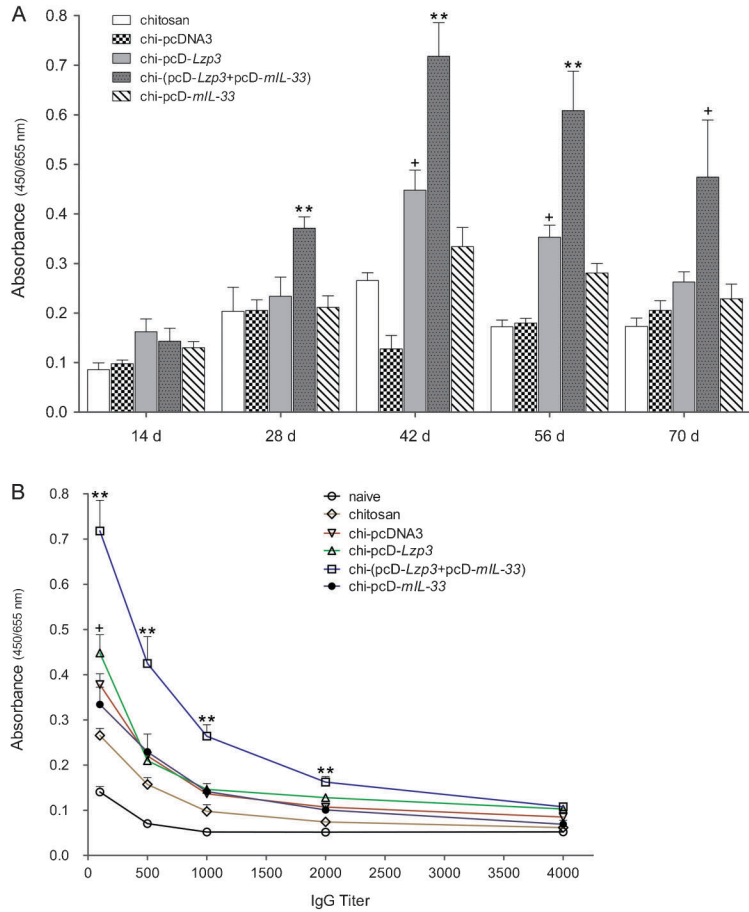 A
chitosan
chi-pcDNA3
chi-pcD-Lzp3
chi-(pcD-Lzp3+pcD-mIL-33)
chi-pcD-mIL-33
Absorbance (450/655 nm)
0.8
0.7
0.6
0.5
0.4
0.3
0.2
0.1
0.0
**
+
**
+
**
+
14 d
28 d
42 d
56 d
70 d
B
naive
chitosan
chi-pcDNA3
chi-pcD-Lzp3
chi-(pcD-Lzp3+pcD-mIL-33)
chi-pcD-mIL-33
Absorbance (450/655 nm)
0.8
0.7
0.6
0.5
0.4
0.3
0.2
0.1
0.0
**
+
**
**
**
0
500
1000
1500
2000
2500
3000
3500
4000
IgG Titer